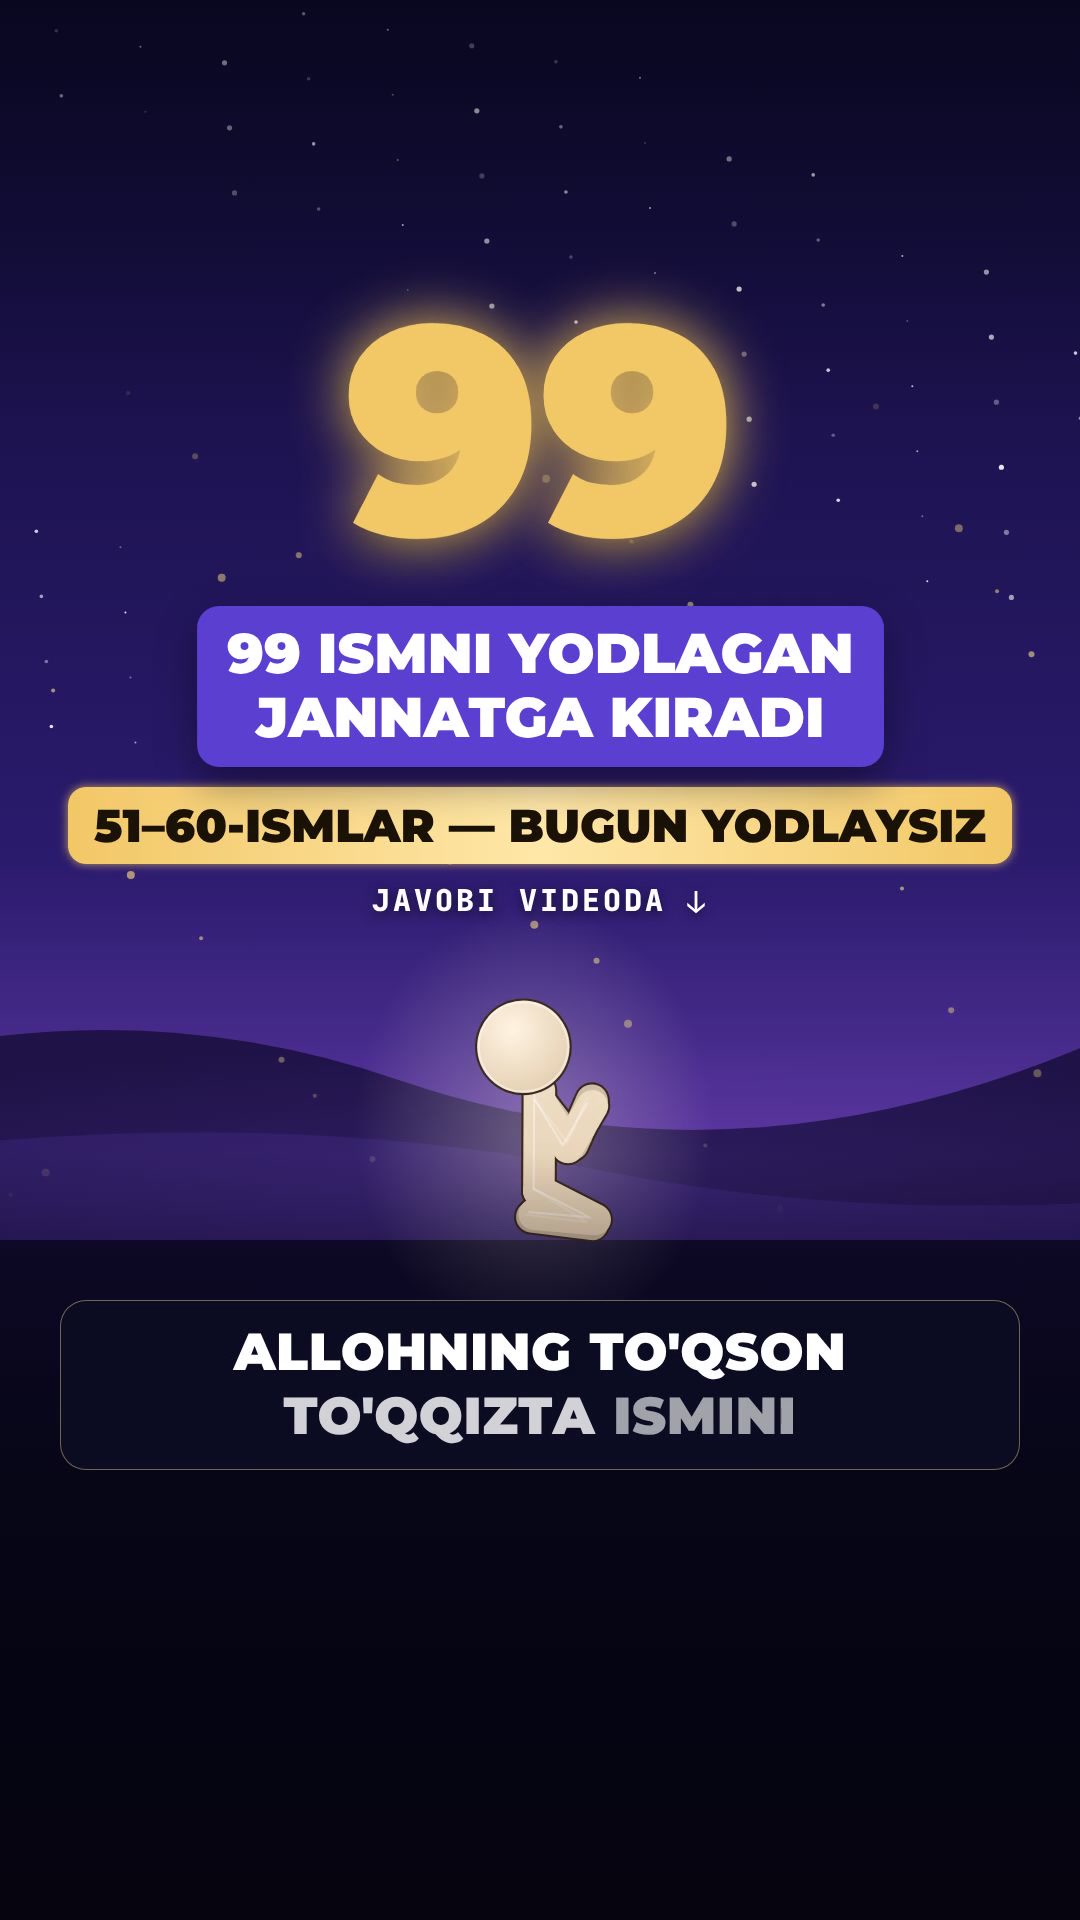 99
99 ISMNI YODLAGAN
JANNATGA KIRADI
51–60-ISMLAR — BUGUN YODLAYSIZ
JAVOBI VIDEODA ↓
ALLOHNING TO'QSON
TO'QQIZTA ISMINI